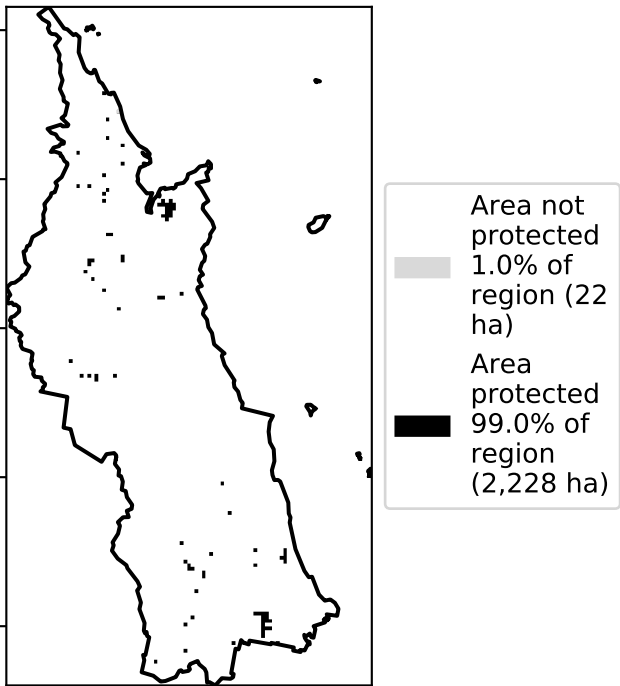 Area not
protected
1.0% of
region (22
ha)
Area
protected
99.0% of
region
(2,228 ha)